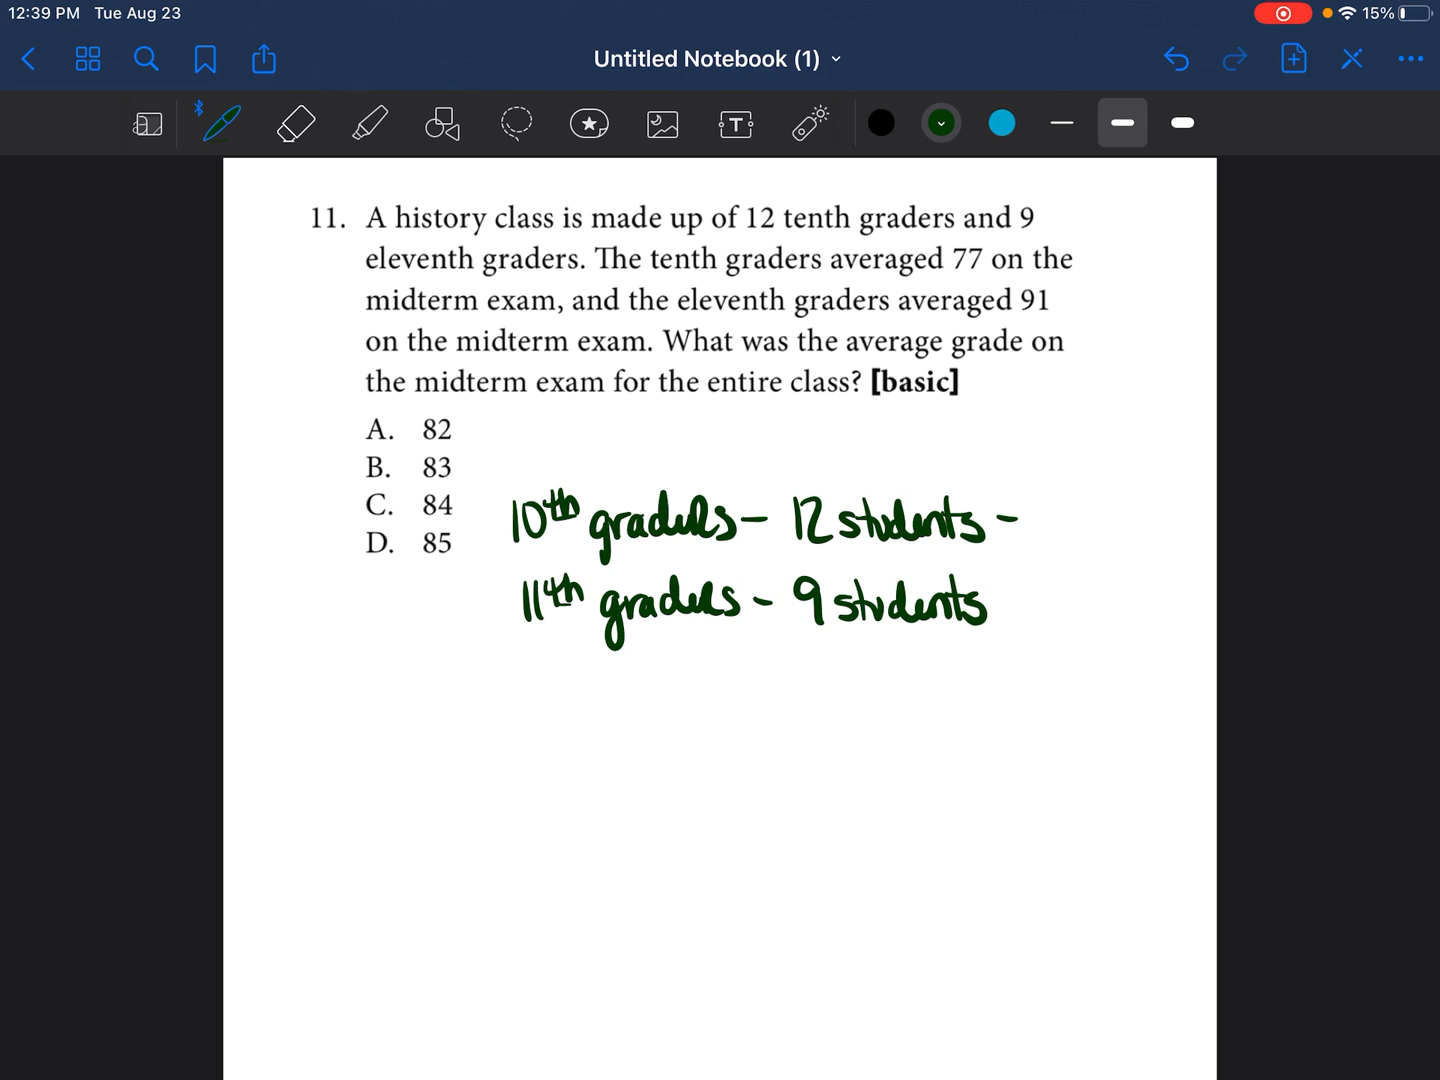 12:39 PM Tue Aug 23
15%
Untitled Notebook (1)
T
11. A history class is made up of 12 tenth graders and 9
eleventh graders. The tenth graders averaged 77 on the
midterm exam, and the eleventh graders averaged 91
on the midterm exam. What was the average grade on
the midterm exam for the entire class? [basic]
A. 82
B. 83
C. 84
D. 85
10th graders - 12 students -
11th graders - 9 students